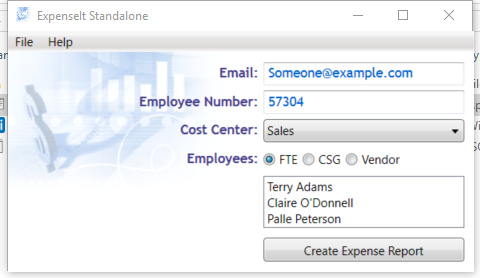 ExpenseIt Standalone
File Help
Email: Someone@example.com
Employee Number: 57304
Cost Center: Sales
Employees: FTE CSG Vendor
Terry Adams
Claire O'Donnell
Palle Peterson
Create Expense Report